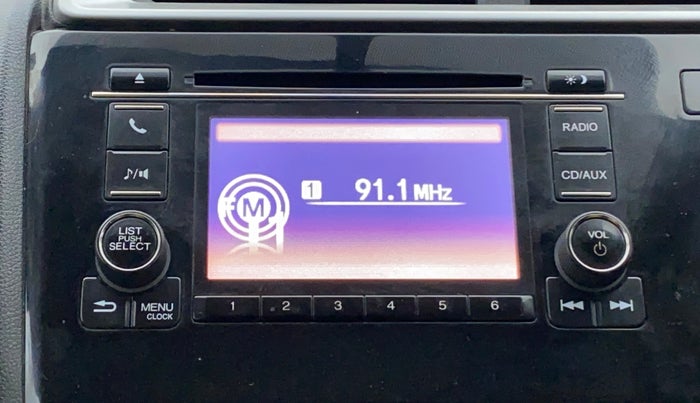 RADIO
CD/AUX
1 91.1 MHz
FM
LIST
PUSH
SELECT
VOL
MENU
CLOCK
1 2 3 4 5 6